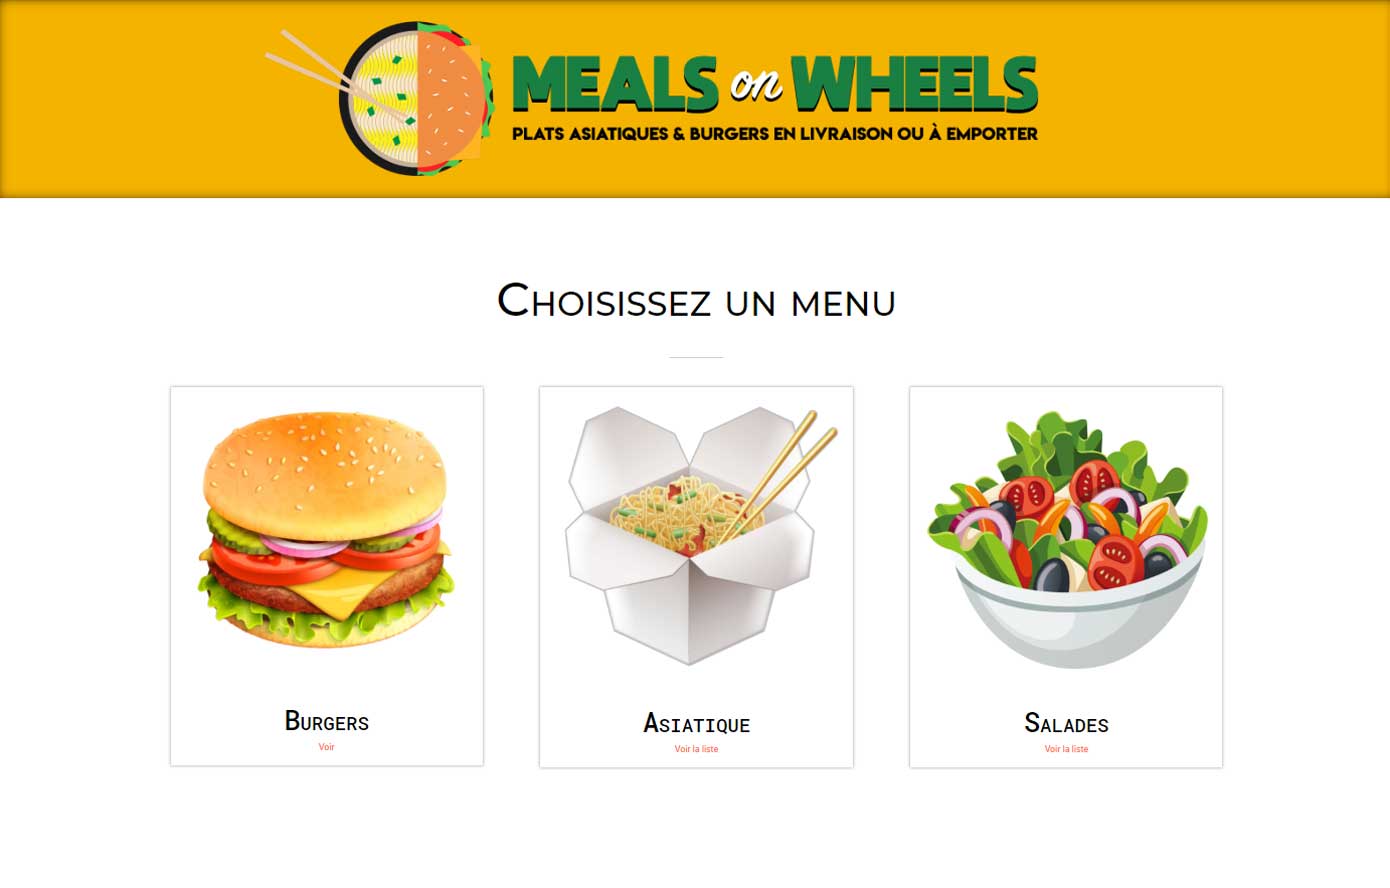 MEALS on WHEELS
PLATS ASIATIQUES & BURGERS EN LIVRAISON OU À EMPORTER
Choisissez un menu
Burgers
Voir
Asiatique
Voir la liste
Salades
Voir la liste